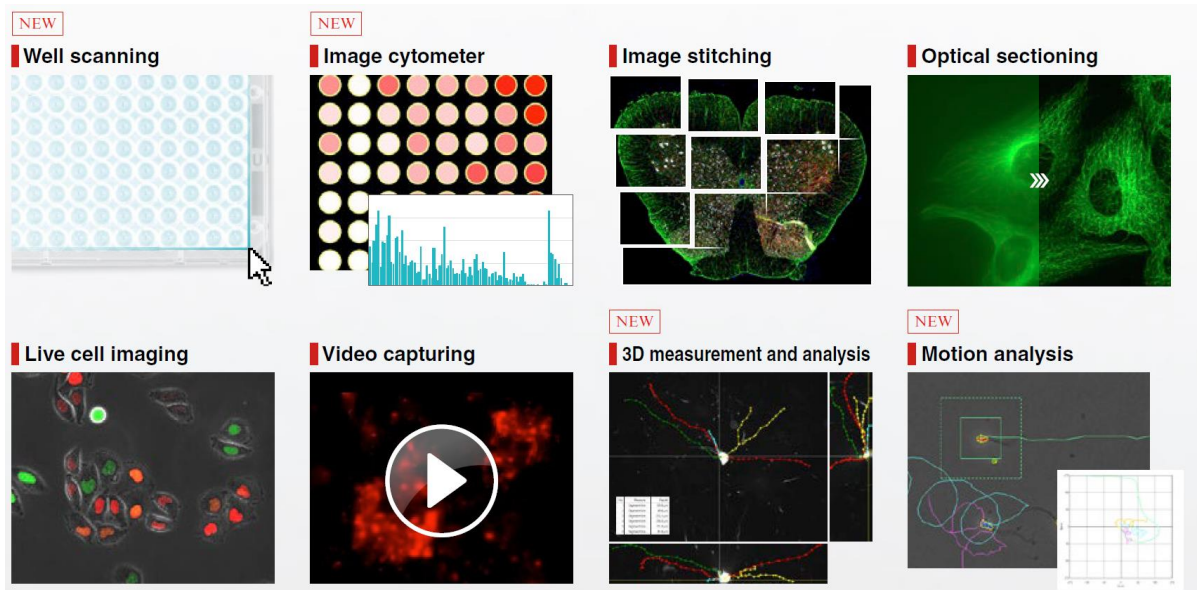 NEW
Well scanning
NEW
Image cytometer
Image stitching
Optical sectioning
Live cell imaging
Video capturing
NEW
3D measurement and analysis
NEW
Motion analysis